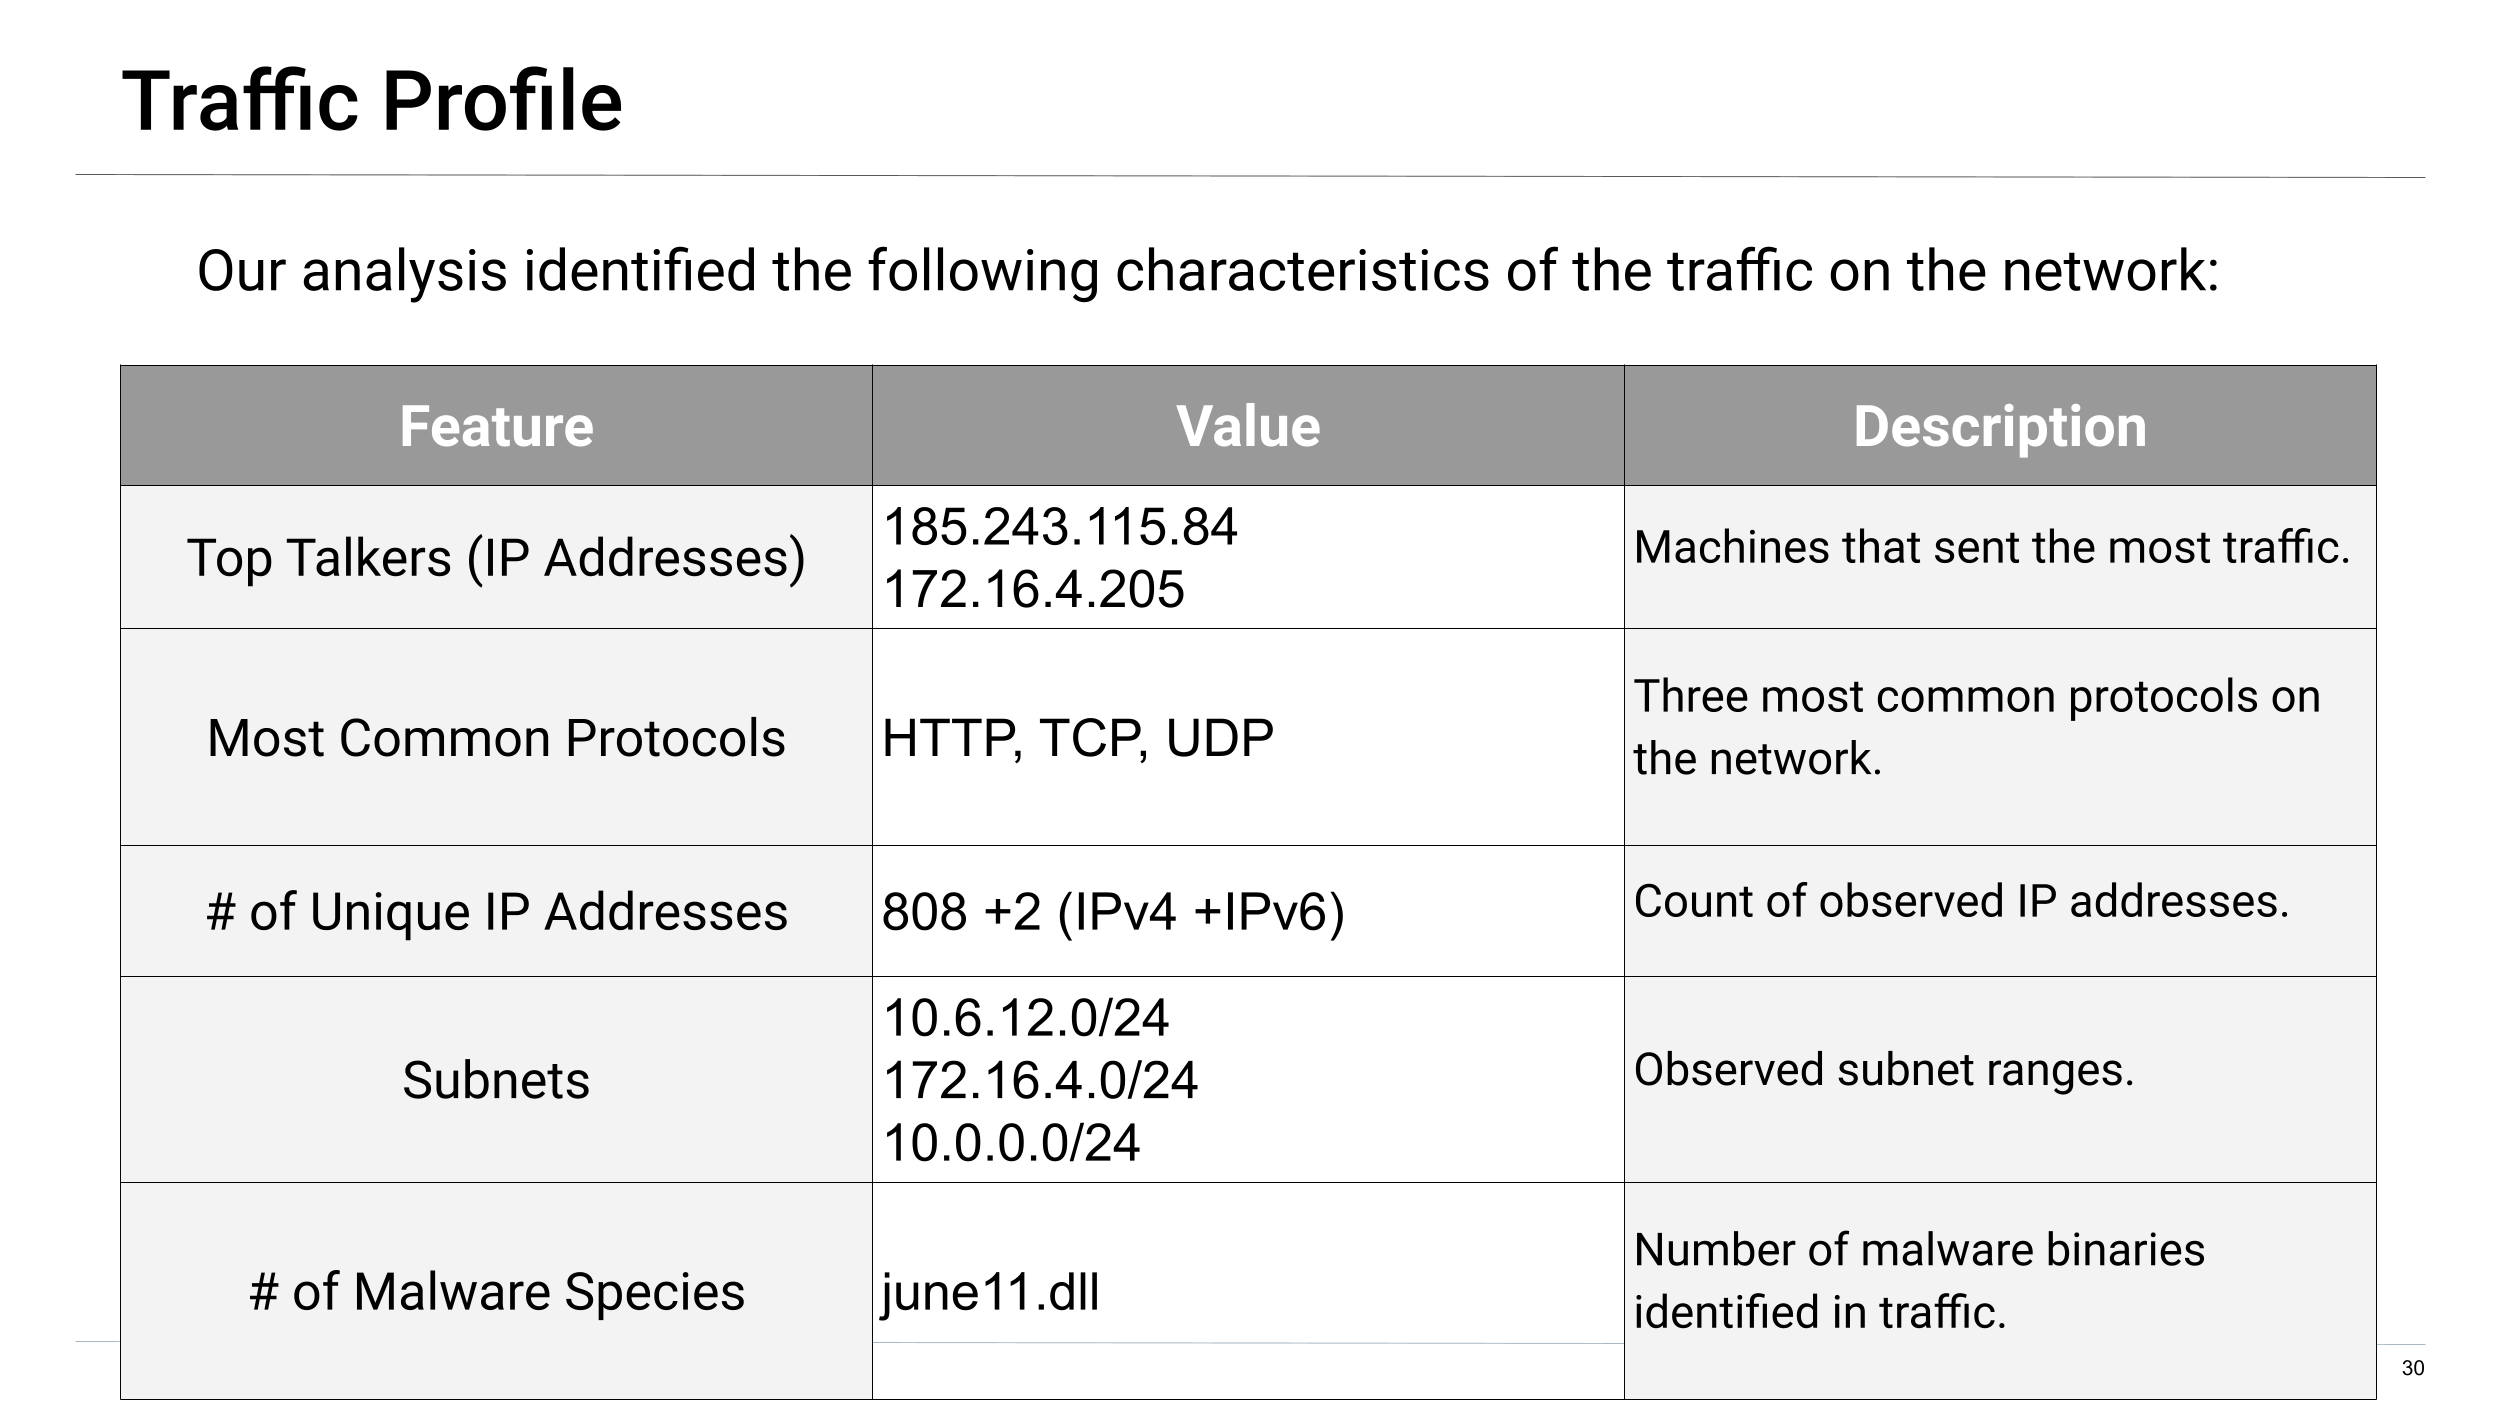 Traffic Profile
Our analysis identified the following characteristics of the traffic on the network:
Feature
Value
Description
Top Talkers (IP Addresses)
185.243.115.84
172.16.4.205
Machines that sent the most traffic.
Most Common Protocols
HTTP, TCP, UDP
Three most common protocols on
the network.
# of Unique IP Addresses
808 +2 (IPv4 +IPv6)
Count of observed IP addresses.
Subnets
10.6.12.0/24
172.16.4.0/24
10.0.0.0/24
Observed subnet ranges.
# of Malware Species
june11.dll
Number of malware binaries
identified in traffic.
30